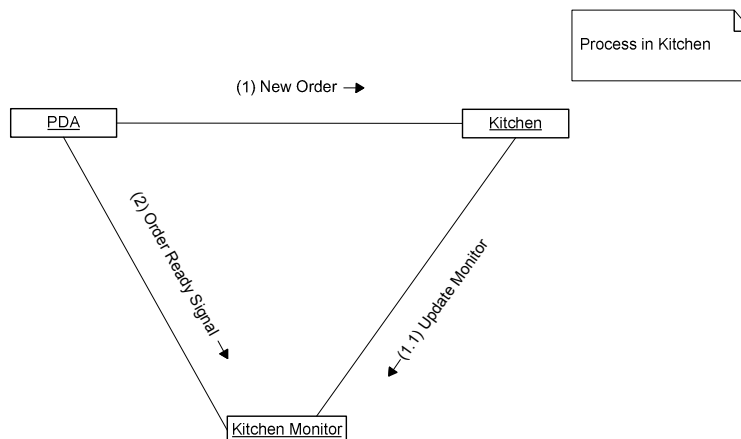 Process in Kitchen
(1) New Order
PDA
Kitchen
(2) Order Ready Signal
(1.1) Update Monitor
Kitchen Monitor